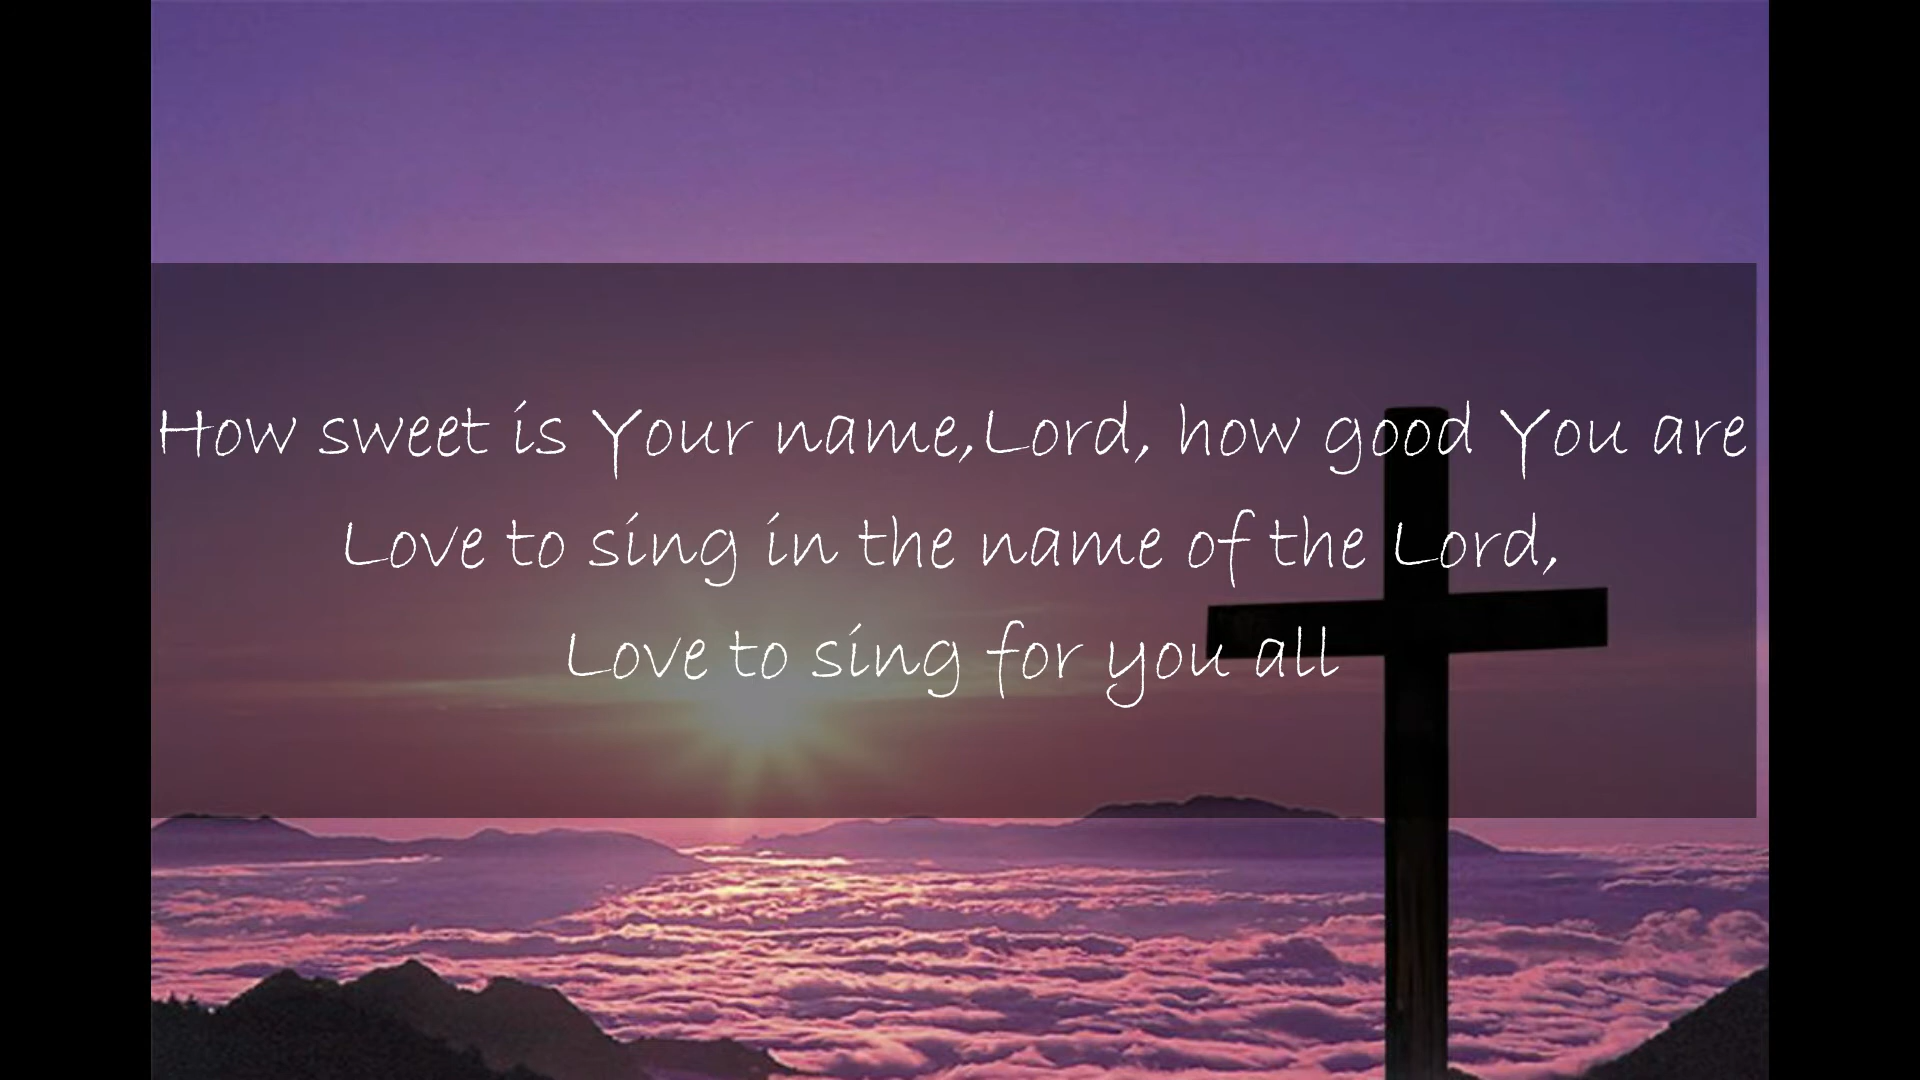 How sweet is Your name,Lord, how good You are
Love to sing in the name of the Lord,
Love to sing for you all